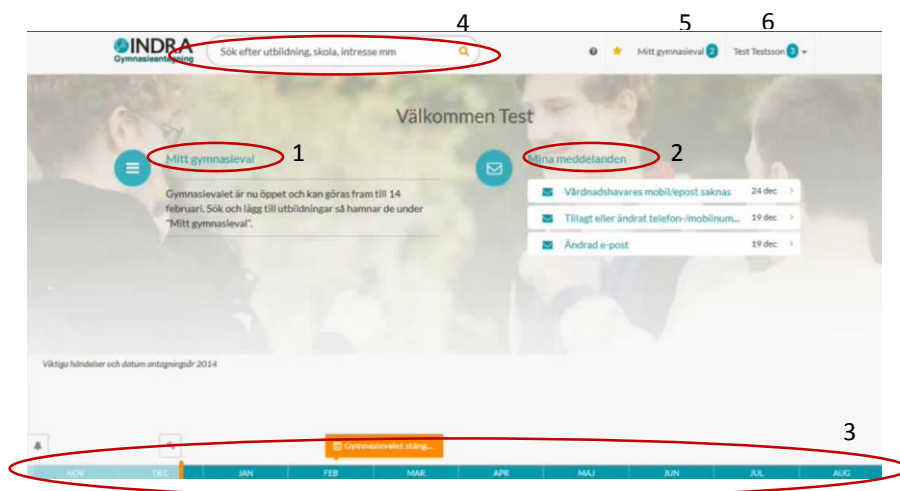 4
5
6
INDRA
Gymnasieantagning
Sök efter utbildning, skola, intresse mm
Mitt gymnasieval 2
Test Testsson 3
Välkommen Test
Mitt gymnasieval
1
Gymnasievalet är nu öppet och kan göras fram till 14
februari. Sök och lägg till utbildningar så hamnar de under
"Mitt gymnasieval".
Mina meddelanden
2
Vårdnadshavares mobil/epost saknas 24 dec
Tillagt eller ändrat telefon-/mobilnum... 19 dec
Ändrad e-post 19 dec
Viktiga händelser och datum antagningsår 2014
3
Gymnasievalet stäng...
NOV DEC JAN FEB MAR APR MAJ JUN JUL AUG